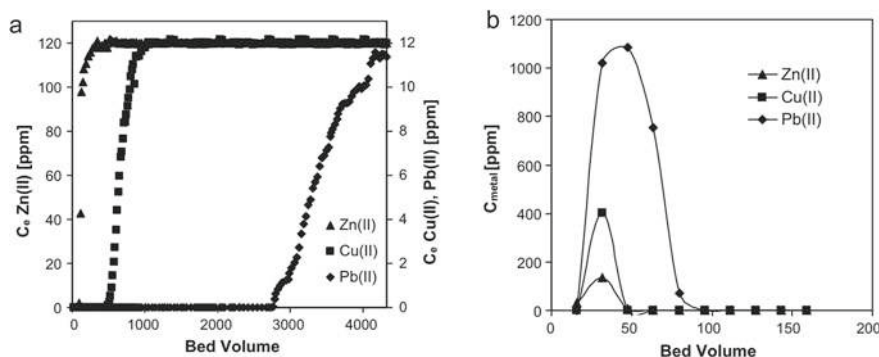 a
120
100
80
60
40
20
0
Cₑ Zn(II) [ppm]
12
10
8
6
4
2
0
Cₑ Cu(II), Pb(II) [ppm]
Zn(II)
Cu(II)
Pb(II)
0 1000 2000 3000 4000
Bed Volume
b
1200
1000
800
600
400
200
0
C_metal [ppm]
Zn(II)
Cu(II)
Pb(II)
0 50 100 150 200
Bed Volume